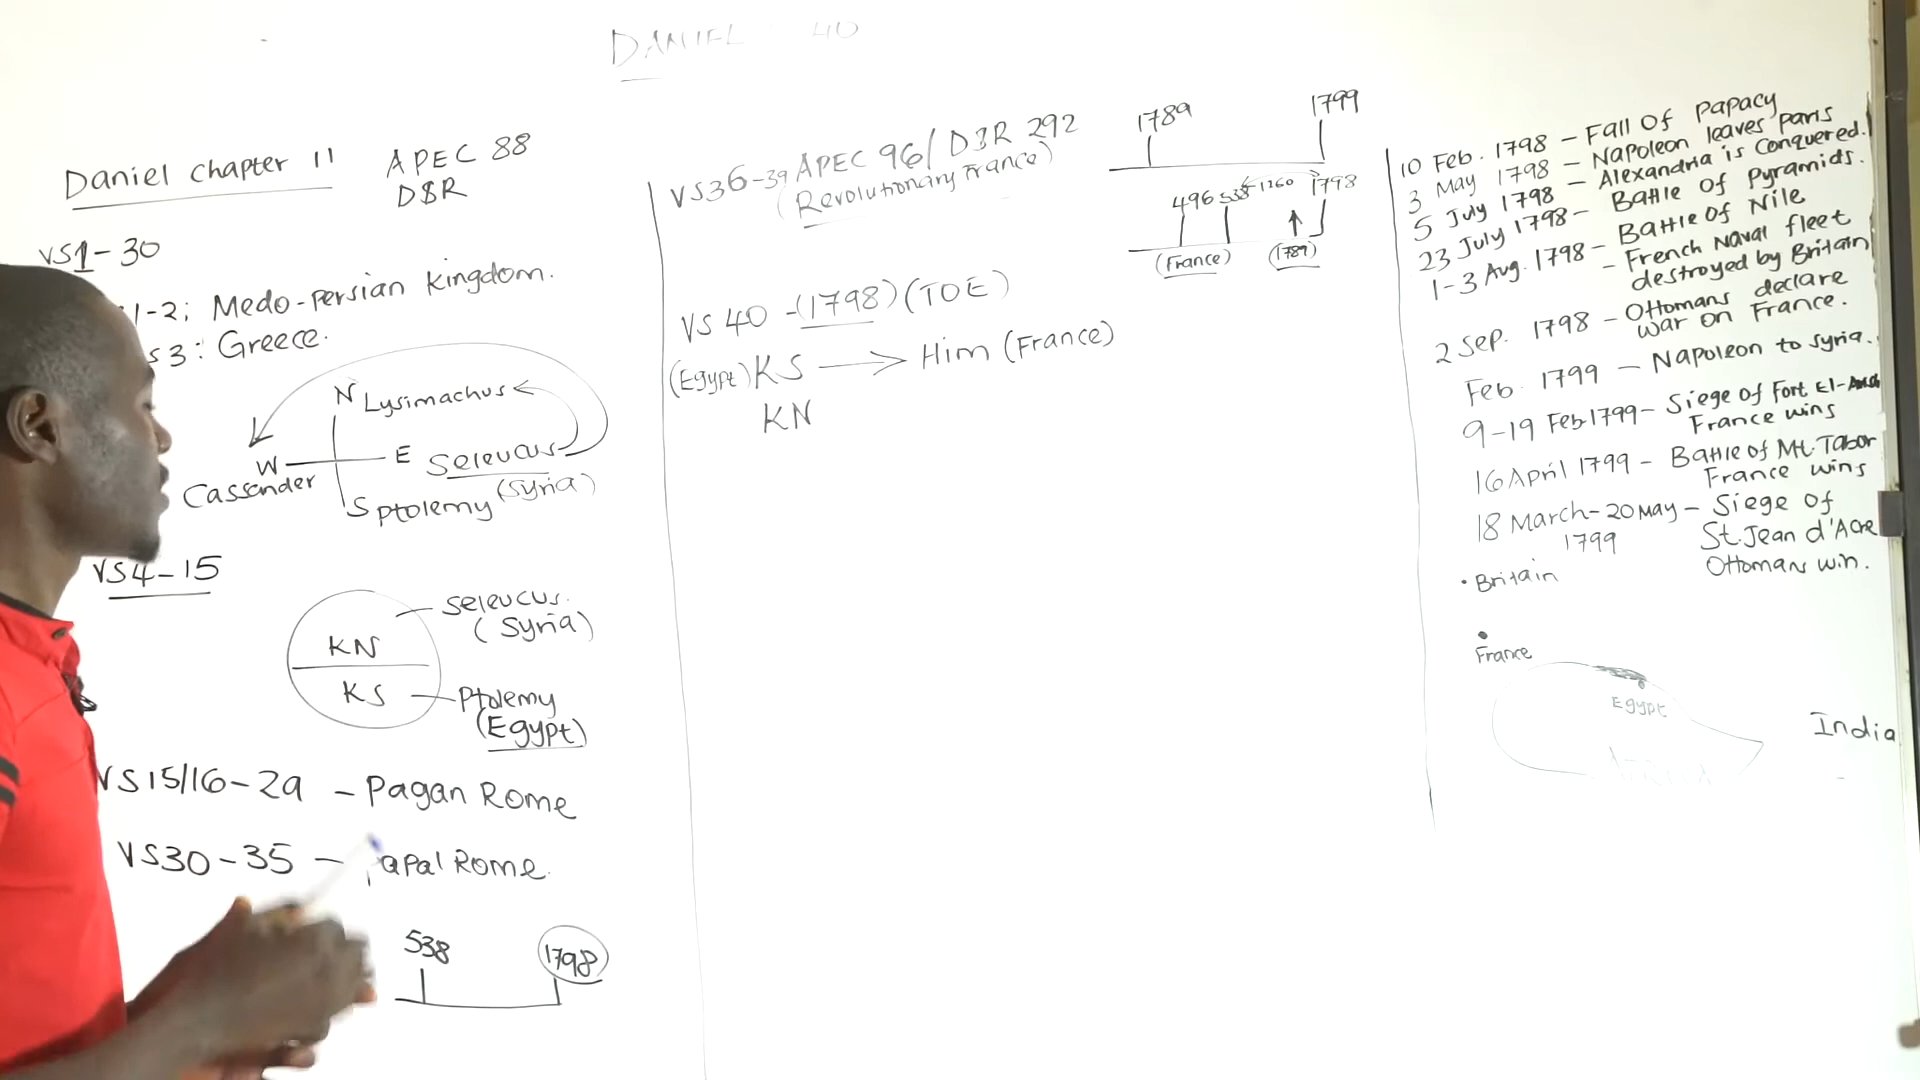 DANIEL 40
Daniel chapter 11
APEC 88
D$R
VS1-30
1-2; Medo-persian kingdom.
s3: Greece.
N Lysimachus
W E Seleucus
Cassander (Syria)
S Ptolemy
VS4-15
KN
Seleucus.
(Syria)
KS
Ptolemy
(Egypt)
VS15/16-29 - Pagan Rome
VS30-35 - Papal Rome.
538 1798
VS36-39 APEC 96/ D$R 292
(Revolutionary France)
1789 1799
496 538 1260 1798
(France) (1789)
VS 40 -(1798)(TOE)
(Egypt) KS → Him (France)
KN
10 Feb. 1798 - Fall Of Papacy
3 May 1798 - Napoleon leaves paris
5 July 1798 - Alexandria is conquered.
23 July 1798 - Battle of Pyramids.
1-3 Aug. 1798 - Battle Of Nile
- French Naval fleet
destroyed by Britain
2 Sep. 1798 - Ottomans declare
war on France.
Feb. 1799 - Napoleon to Syria.
9-19 Feb 1799 - Siege of Fort El-
France wins
16 April 1799 - Battle of Mt. Tabor
France wins
18 March-20 May - Siege of
1799 St. Jean d'Acre
Ottomans win.
• Britain
•
France
Egypt
India